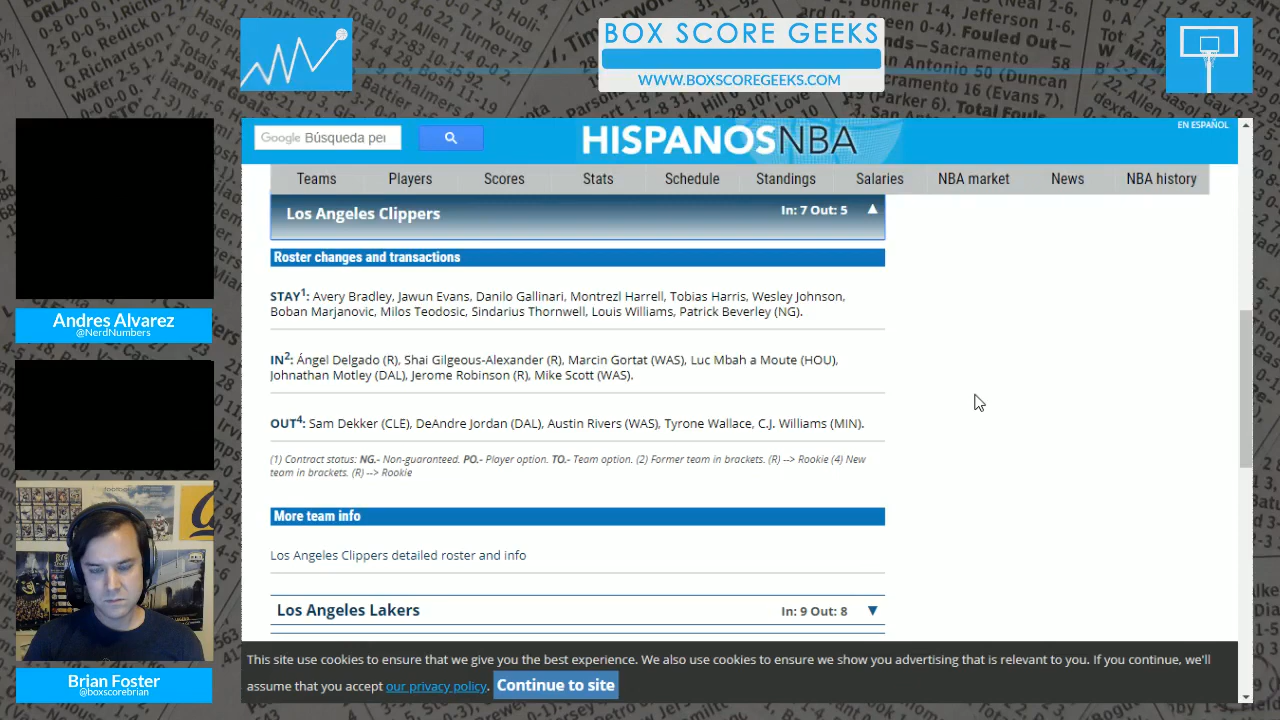 BOX SCORE GEEKS
WWW.BOXSCOREGEEKS.COM
Google Búsqueda per
HISPANOSNBA
EN ESPAÑOL
Teams Players Scores Stats Schedule Standings Salaries NBA market News NBA history
Los Angeles Clippers In: 7 Out: 5
Roster changes and transactions
STAY1: Avery Bradley, Jawun Evans, Danilo Gallinari, Montrezl Harrell, Tobias Harris, Wesley Johnson,
Boban Marjanovic, Milos Teodosic, Sindarius Thornwell, Louis Williams, Patrick Beverley (NG).
IN2: Ángel Delgado (R), Shai Gilgeous-Alexander (R), Marcin Gortat (WAS), Luc Mbah a Moute (HOU),
Johnathan Motley (DAL), Jerome Robinson (R), Mike Scott (WAS).
OUT4: Sam Dekker (CLE), DeAndre Jordan (DAL), Austin Rivers (WAS), Tyrone Wallace, C.J. Williams (MIN).
(1) Contract status: NG.- Non-guaranteed. PO.- Player option. TO.- Team option. (2) Former team in brackets. (R) --> Rookie (4) New
team in brackets. (R) --> Rookie
More team info
Los Angeles Clippers detailed roster and info
Los Angeles Lakers In: 9 Out: 8
This site use cookies to ensure that we give you the best experience. We also use cookies to ensure we show you advertising that is relevant to you. If you continue, we'll
assume that you accept our privacy policy. Continue to site
Andres Alvarez
@NerdNumbers
Brian Foster
@boxscorebrian